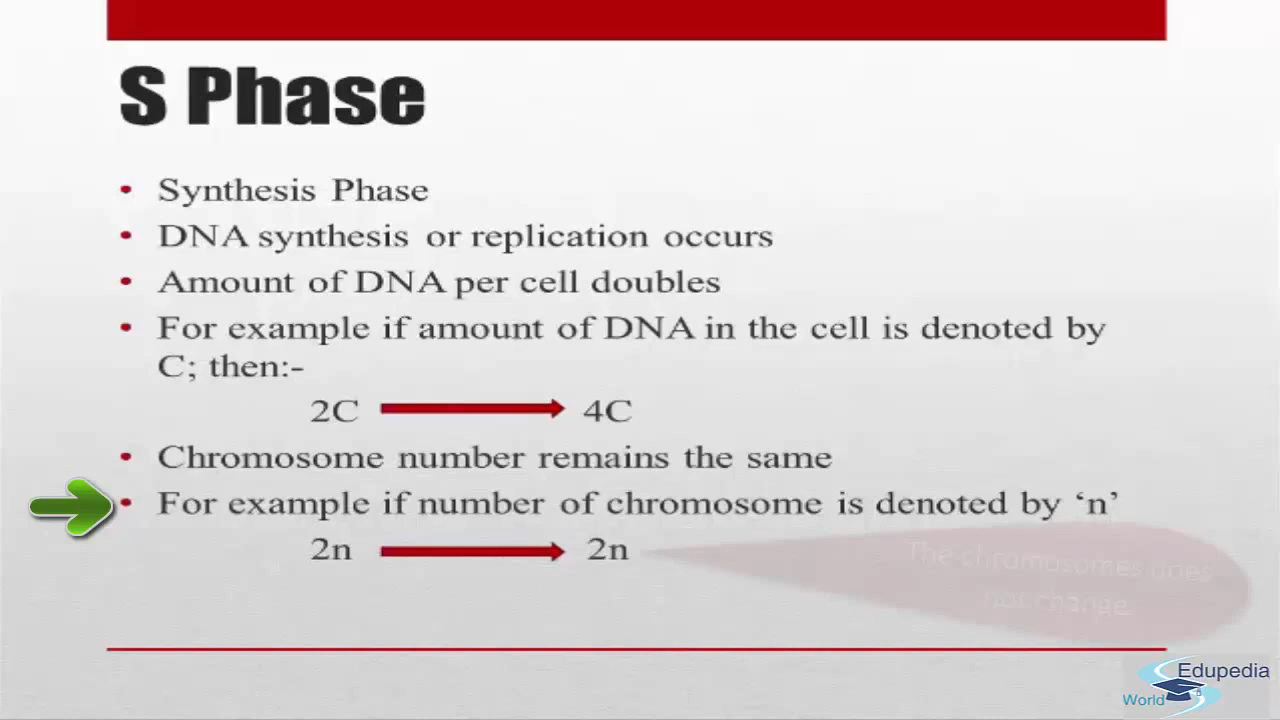 S Phase
• Synthesis Phase
• DNA synthesis or replication occurs
• Amount of DNA per cell doubles
• For example if amount of DNA in the cell is denoted by
C; then:-
2C 4C
• Chromosome number remains the same
• For example if number of chromosome is denoted by ‘n’
2n 2n
The chromosomes does
not change.
Edupedia
World